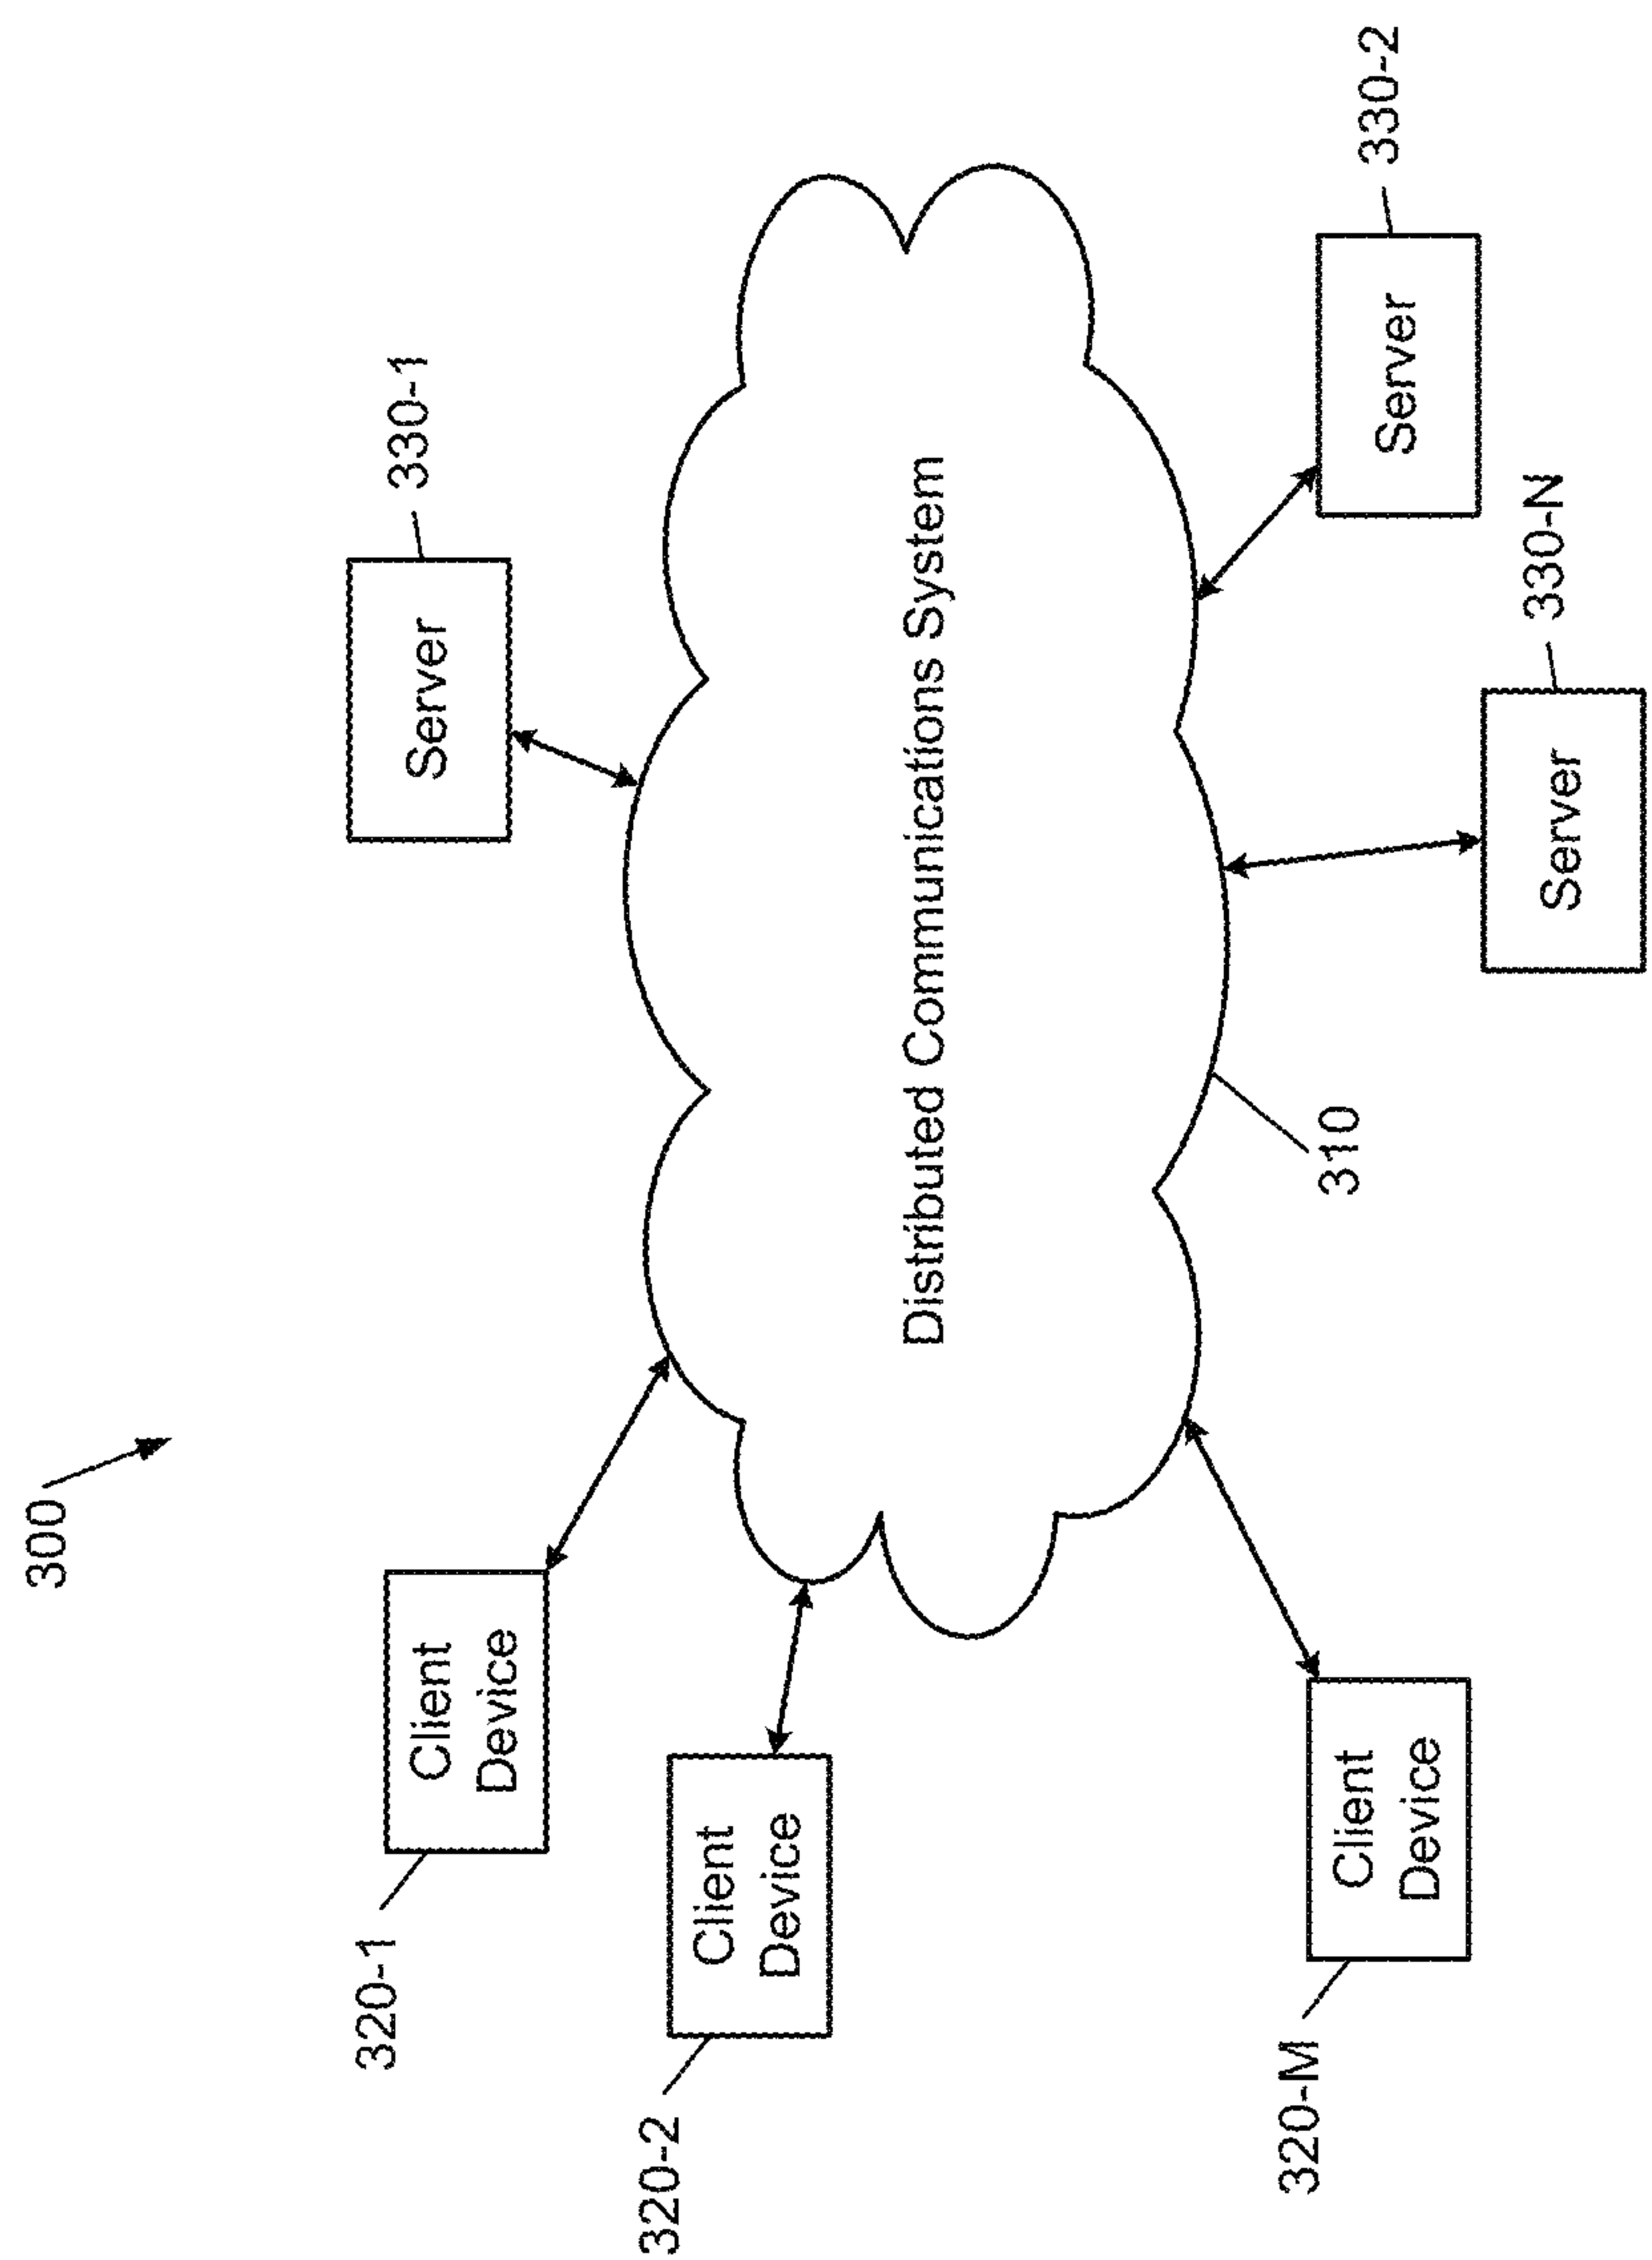 300
320-1
Client
Device
330-1
Server
320-2
Client
Device
Distributed Communications System
320-M
Client
Device
310
330-N
Server
330-2
Server